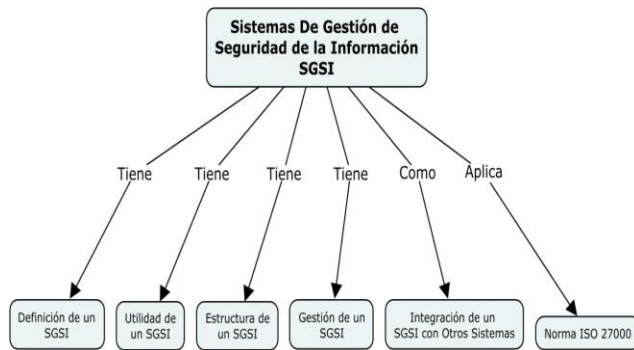 Sistemas De Gestión de
Seguridad de la Información
SGSI
Tiene
Tiene
Tiene
Tiene
Como
Aplica
Definición de un
SGSI
Utilidad de
un SGSI
Estructura de
un SGSI
Gestión de un
SGSI
Integración de un
SGSI con Otros Sistemas
Norma ISO 27000